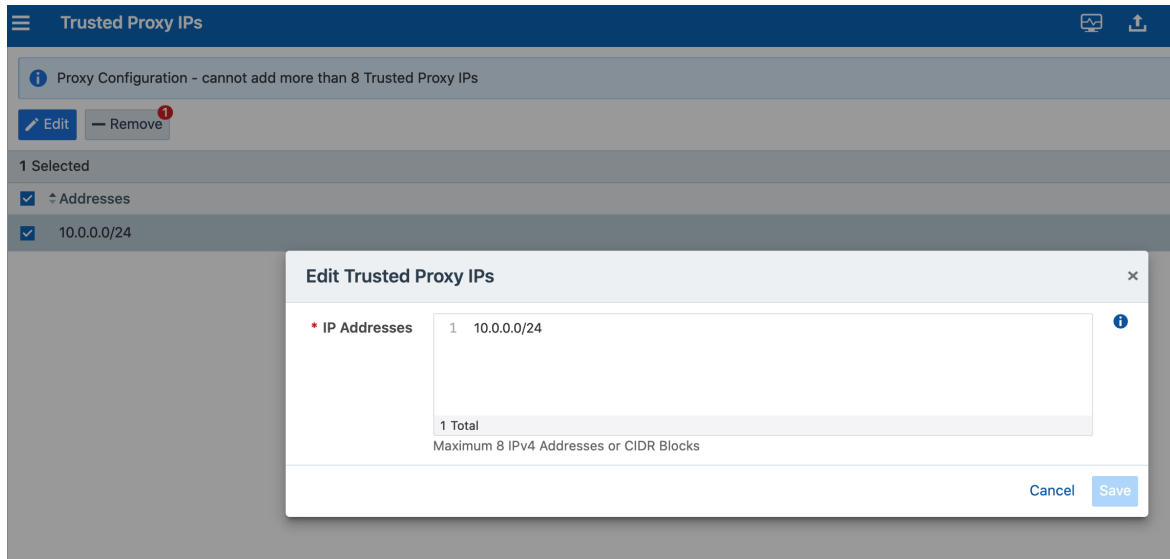 Trusted Proxy IPs
Proxy Configuration - cannot add more than 8 Trusted Proxy IPs
Edit
Remove
1
1 Selected
Addresses
10.0.0.0/24
Edit Trusted Proxy IPs
×
* IP Addresses
1 10.0.0.0/24
1 Total
Maximum 8 IPv4 Addresses or CIDR Blocks
Cancel Save